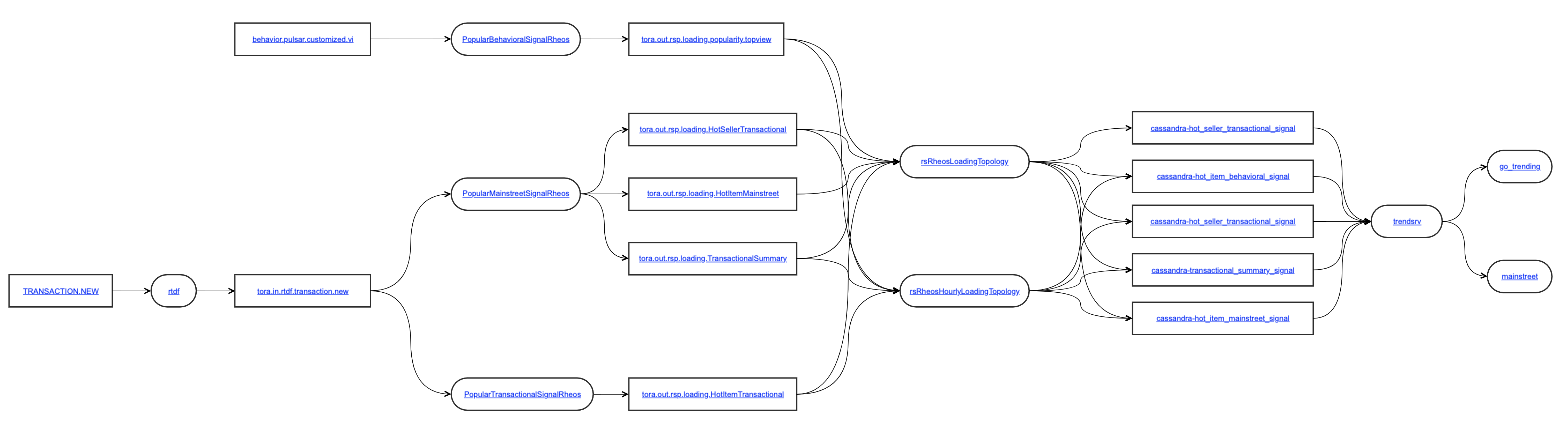 behavior.pulsar.customized.vi
PopularBehavioralSignalRheos
tora.out.rsp.loading.popularity.topview
tora.out.rsp.loading.HotSellerTransactional
cassandra-hot_seller_transactional_signal
rsRheosLoadingTopology
go_trending
cassandra-hot_item_behavioral_signal
PopularMainstreetSignalRheos
tora.out.rsp.loading.HotItemMainstreet
cassandra-hot_seller_transactional_signal
trendsrv
tora.out.rsp.loading.TransactionalSummary
cassandra-transactional_summary_signal
mainstreet
TRANSACTION.NEW
rtdf
tora.in.rtdf.transaction.new
rsRheosHourlyLoadingTopology
cassandra-hot_item_mainstreet_signal
PopularTransactionalSignalRheos
tora.out.rsp.loading.HotItemTransactional